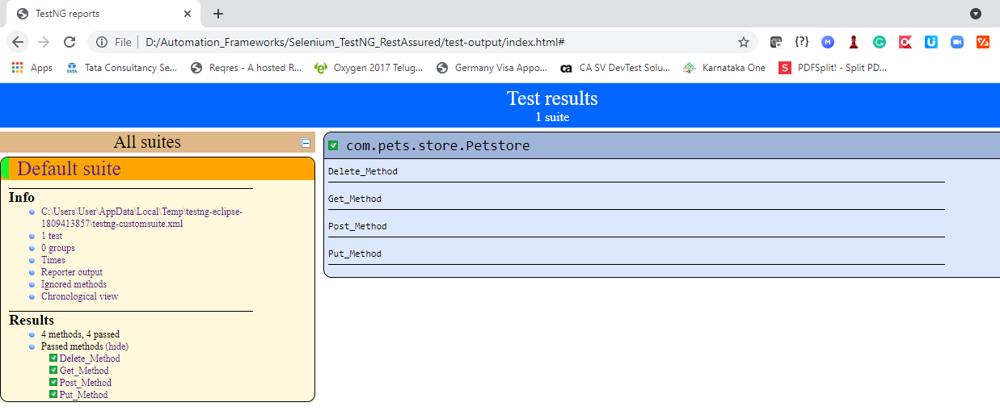 TestNG reports
File | D:/Automation_Frameworks/Selenium_TestNG_RestAssured/test-output/index.html#
{?}
Apps
TATA
Tata Consultancy Se...
Reqres - A hosted R...
Oxygen 2017 Telug...
Germany Visa Appo...
ca
CA SV DevTest Solu...
Karnataka One
S
PDFSplit! - Split PD...
Test results
1 suite
All suites
Default suite
Info
C:\Users\User\AppData\Local\Temp\testng-eclipse-
1809413857\testng-customsuite.xml
1 test
0 groups
Times
Reporter output
Ignored methods
Chronological view
Results
4 methods, 4 passed
Passed methods (hide)
Delete_Method
Get_Method
Post_Method
Put_Method
com.pets.store.Petstore
Delete_Method
Get_Method
Post_Method
Put_Method